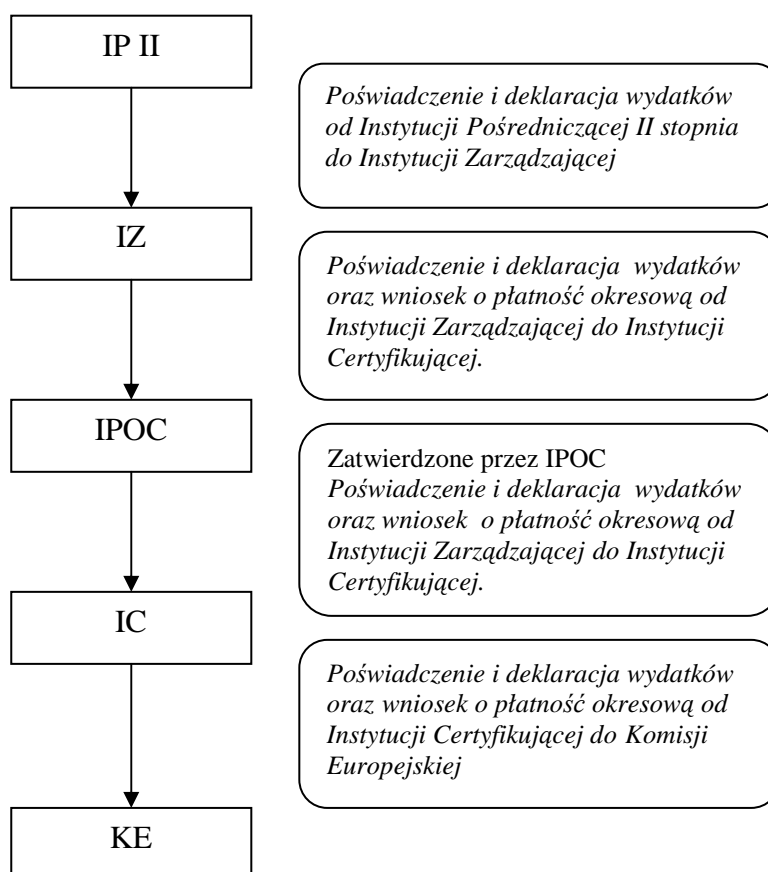 IP II
Poświadczenie i deklaracja wydatków
od Instytucji Pośredniczącej II stopnia
do Instytucji Zarządzającej
IZ
Poświadczenie i deklaracja wydatków
oraz wniosek o płatność okresową od
Instytucji Zarządzającej do Instytucji
Certyfikującej.
IPOC
Zatwierdzone przez IPOC
Poświadczenie i deklaracja wydatków
oraz wniosek o płatność okresową od
Instytucji Zarządzającej do Instytucji
Certyfikującej.
IC
Poświadczenie i deklaracja wydatków
oraz wniosek o płatność okresową od
Instytucji Certyfikującej do Komisji
Europejskiej
KE